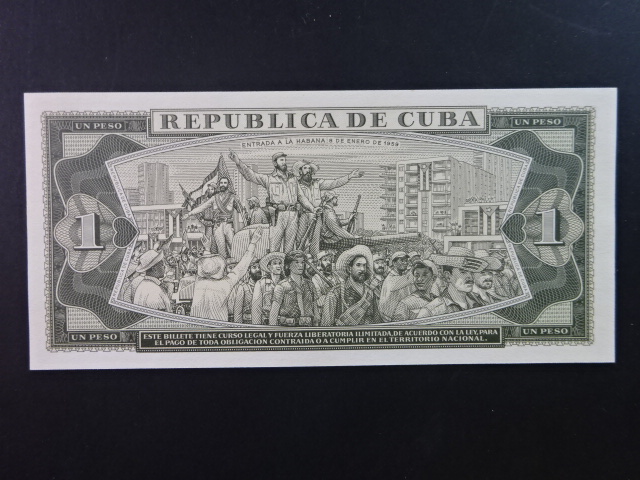 UN PESO
REPUBLICA DE CUBA
UN PESO
ENTRADA A LA HABANA: 8 DE ENERO DE 1959
1
1
UN PESO
ESTE BILLETE TIENE CURSO LEGAL Y FUERZA LIBERATORIA ILIMITADA, DE ACUERDO CON LA LEY, PARA
EL PAGO DE TODA OBLIGACION CONTRAIDA O A CUMPLIR EN EL TERRITORIO NACIONAL.
UN PESO